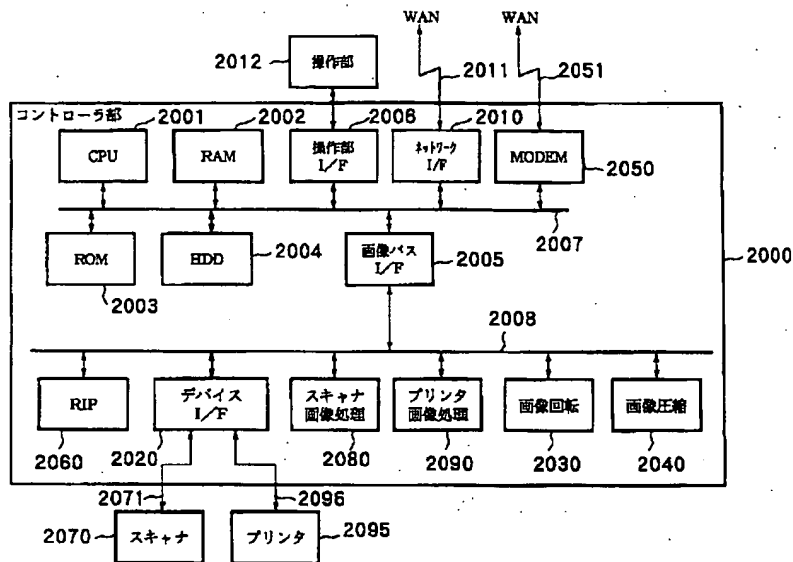 WAN
WAN
2012
操作部
2011
2051
コントローラ部
2001
2002
2006
2010
CPU
RAM
操作部
I/F
ネットワーク
I/F
MODEM
2050
2007
ROM
HDD
2004
画像バス
I/F
2005
2000
2003
2008
RIP
デバイス
I/F
スキャナ
画像処理
プリンタ
画像処理
画像回転
画像圧縮
2060
2020
2080
2090
2030
2040
2071
2096
2070
スキャナ
プリンタ
2095